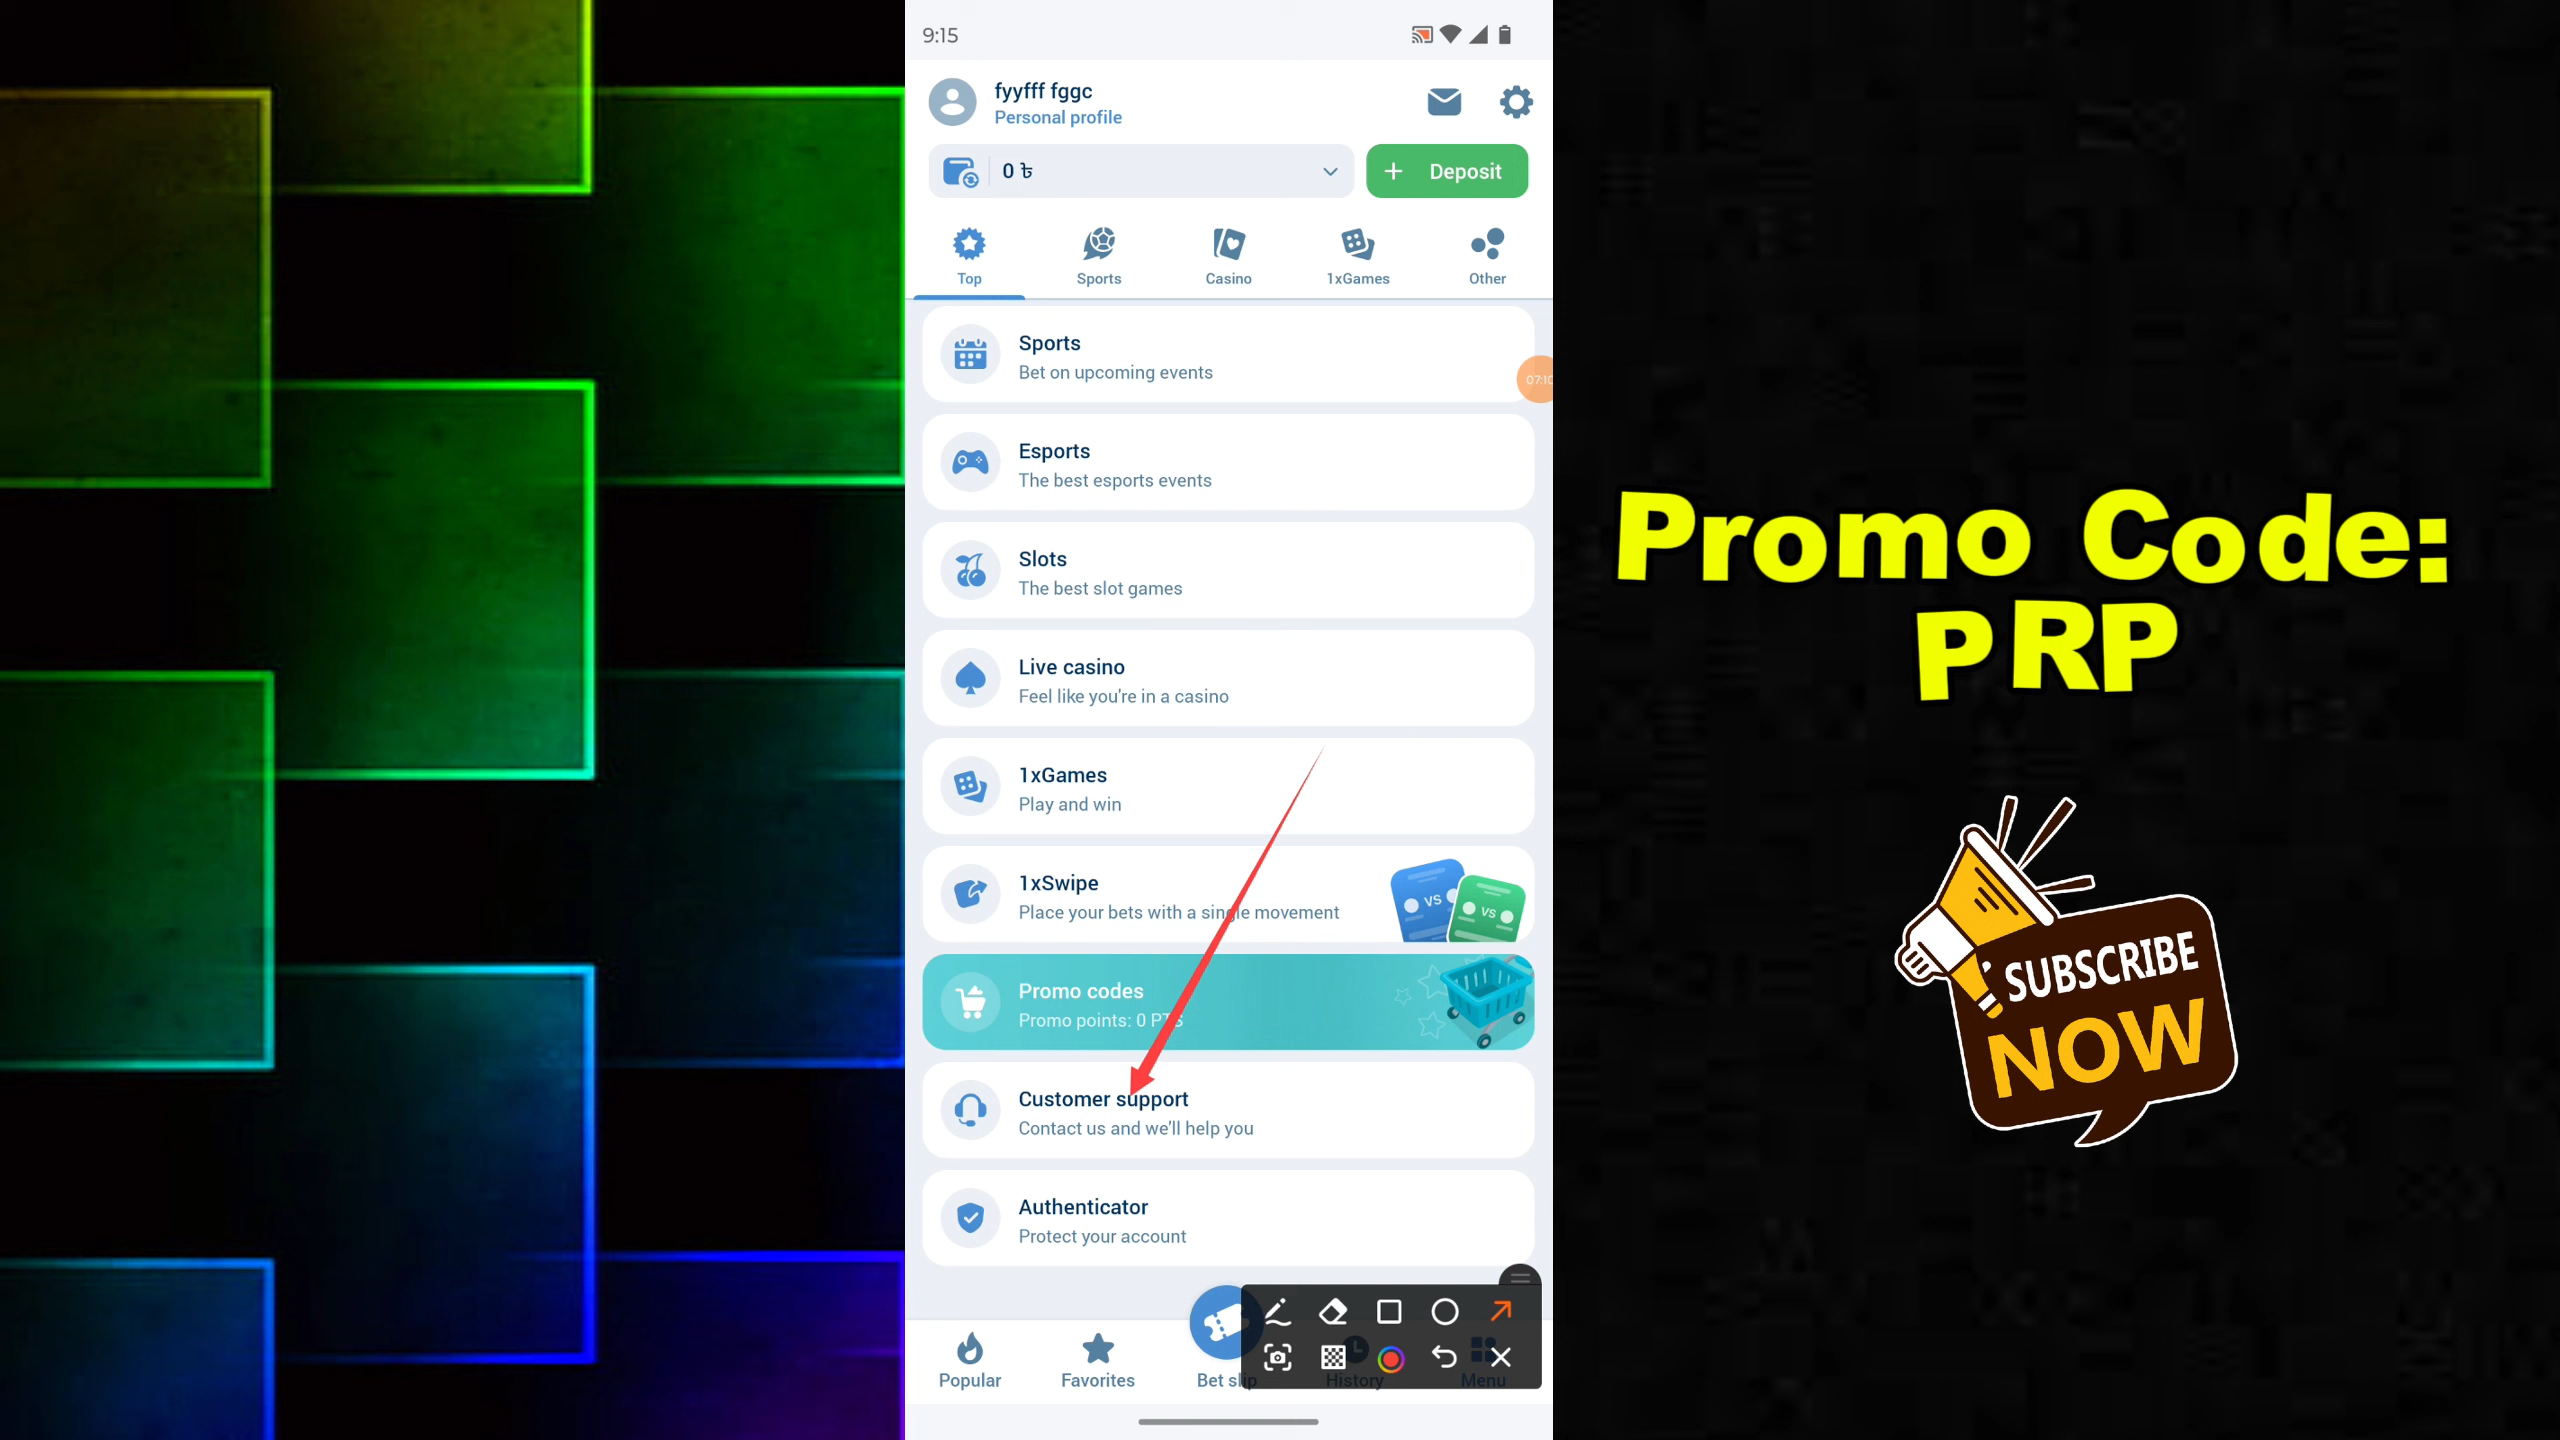 9:15
fyyfff fggc
Personal profile
0 ৳
+ Deposit
Top
Sports
Casino
1xGames
Other
Sports
Bet on upcoming events
07:10
Esports
The best esports events
Slots
The best slot games
Live casino
Feel like you're in a casino
1xGames
Play and win
1xSwipe
Place your bets with a single movement
VS
VS
Promo codes
Promo points: 0 PTS
Customer support
Contact us and we'll help you
Authenticator
Protect your account
Popular
Favorites
Bet slip
History
Menu
Promo Code:
PRP
SUBSCRIBE
NOW